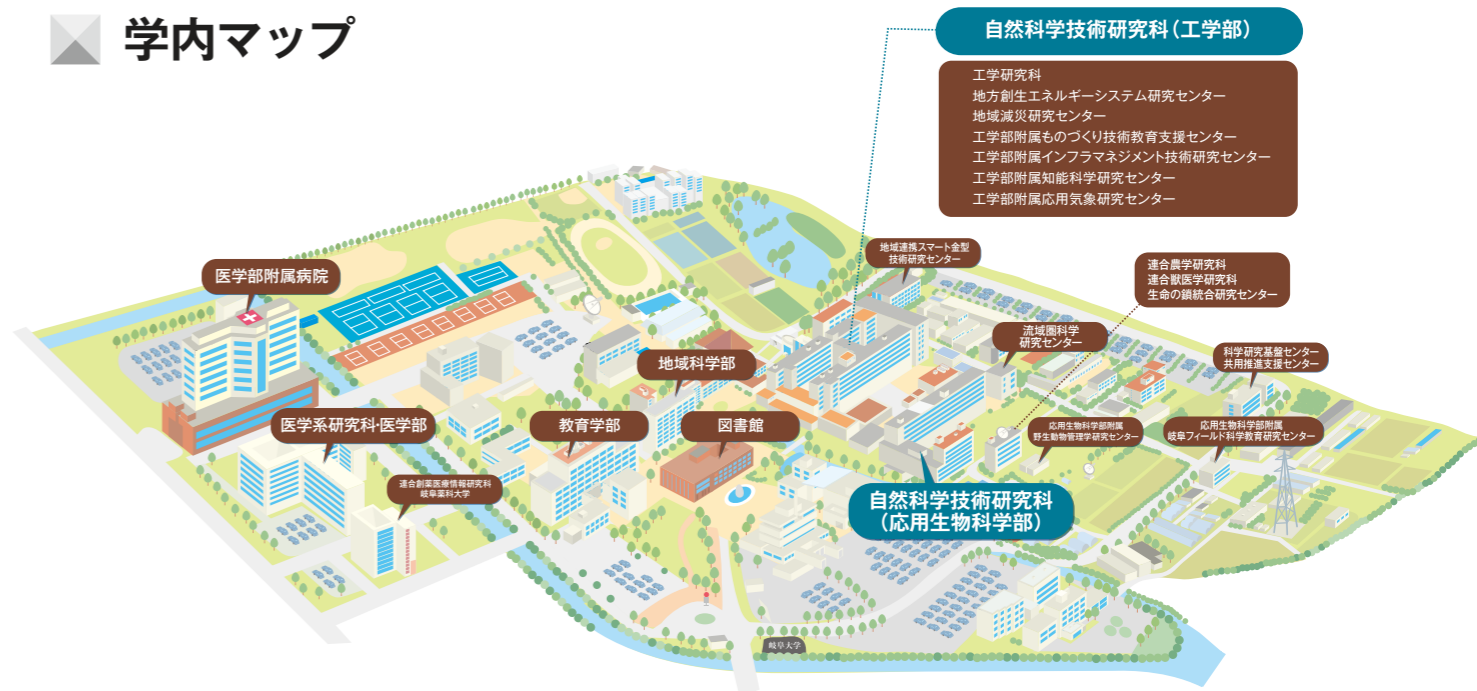 学内マップ
自然科学技術研究科(工学部)
工学研究科
地方創生エネルギーシステム研究センター
地域減災研究センター
工学部附属ものづくり技術教育支援センター
工学部附属インフラマネジメント技術研究センター
工学部附属知能科学研究センター
工学部附属応用気象研究センター
地域連携スマート金型
技術研究センター
連合農学研究科
連合獣医学研究科
生命の鎖統合研究センター
医学部附属病院
流域圏科学
研究センター
科学研究基盤センター
共用推進支援センター
地域科学部
医学系研究科・医学部
教育学部
図書館
応用生物科学部附属
野生動物管理学研究センター
応用生物科学部附属
岐阜フィールド科学教育研究センター
連合創薬医療情報研究科
岐阜薬科大学
自然科学技術研究科
(応用生物科学部)
岐阜大学